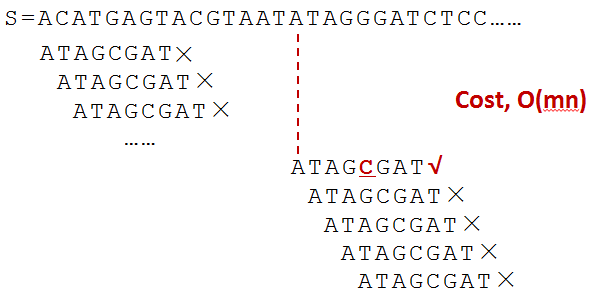 S=ACATGAGTACGTAATATAGGGATCTCC……
ATAGCGAT×
ATAGCGAT×
ATAGCGAT×
Cost, O(mn)
……
ATAGCGAT√
ATAGCGAT×
ATAGCGAT×
ATAGCGAT×
ATAGCGAT×